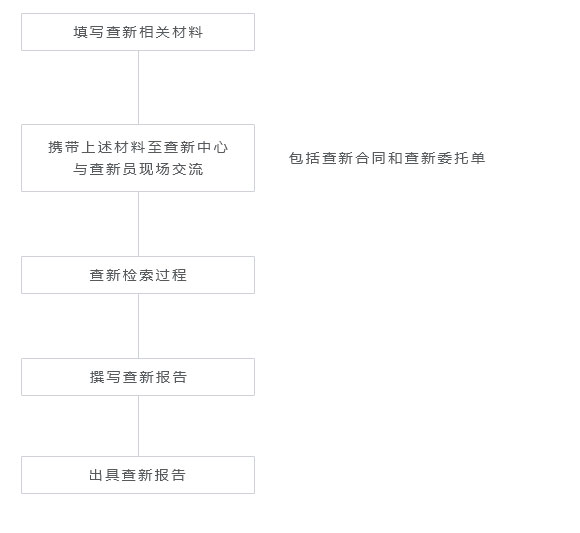 填写查新相关材料
携带上述材料至查新中心
与查新员现场交流
包括查新合同和查新委托单
查新检索过程
撰写查新报告
出具查新报告